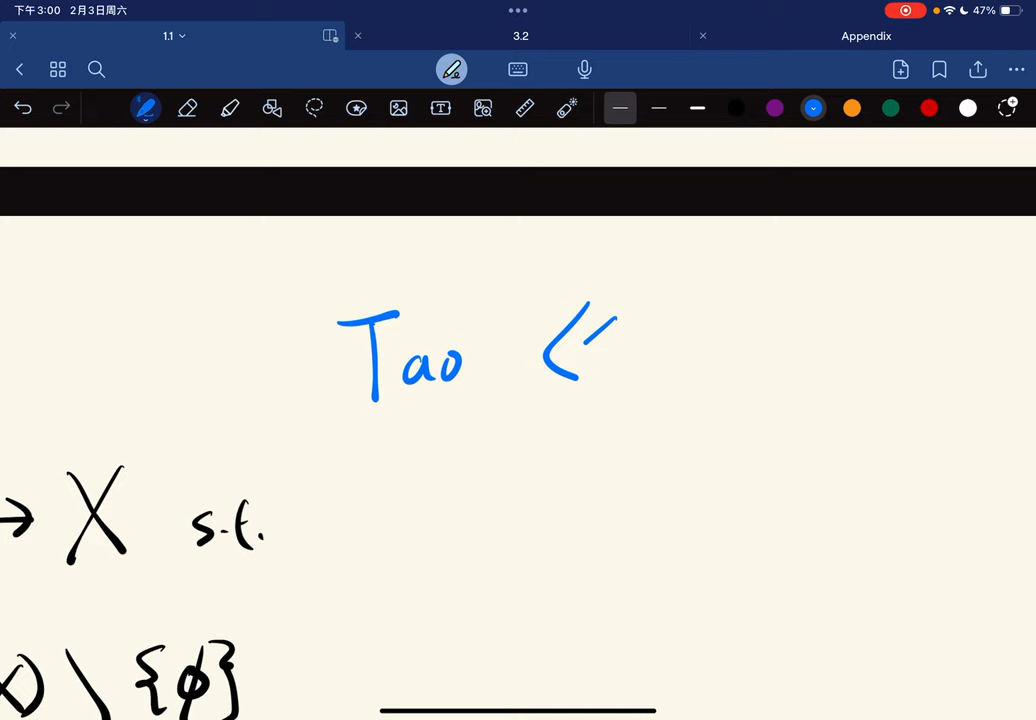 下午3:00 2月3日周六
47%
1.1 3.2 Appendix
Tao 《
→ X s.t.
) \ {ϕ}